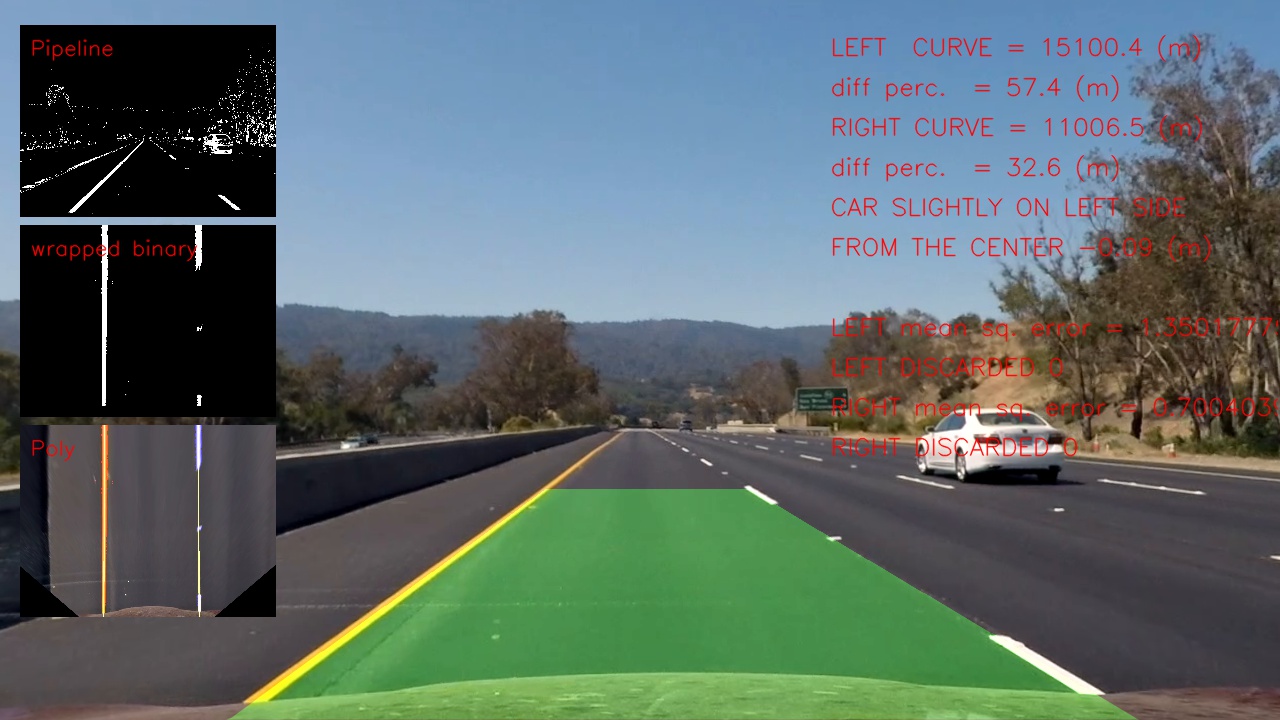 Pipeline
wrapped binary
Poly
LEFT CURVE = 15100.4 (m)
diff perc. = 57.4 (m)
RIGHT CURVE = 11006.5 (m)
diff perc. = 32.6 (m)
CAR SLIGHTLY ON LEFT SIDE
FROM THE CENTER -0.09 (m)
LEFT mean sq. error = 1.3501777
LEFT DISCARDED 0
RIGHT mean sq. error = 0.700403
RIGHT DISCARDED 0